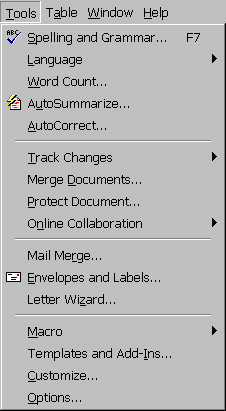 Tools Table Window Help
ABC Spelling and Grammar... F7
Language
Word Count...
AutoSummarize...
AutoCorrect...
Track Changes
Merge Documents...
Protect Document...
Online Collaboration
Mail Merge...
Envelopes and Labels...
Letter Wizard...
Macro
Templates and Add-Ins...
Customize...
Options...